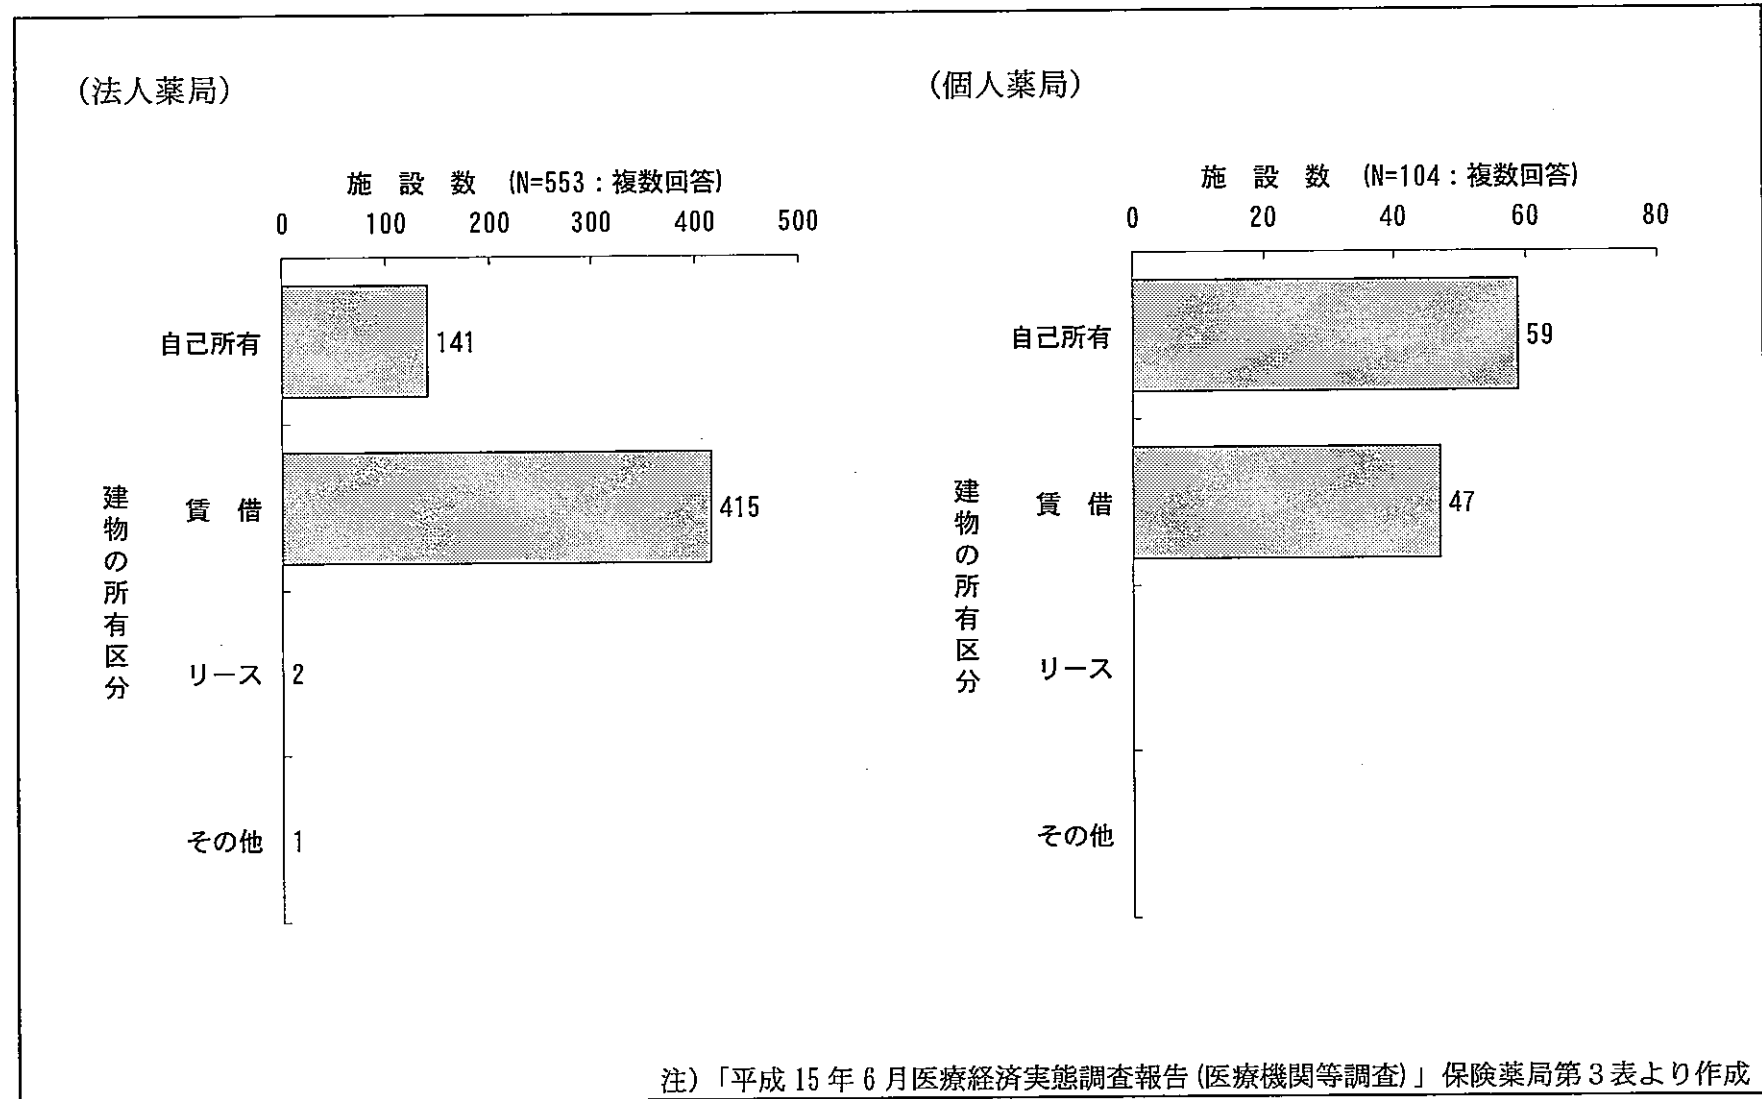 （法人薬局）
施 設 数 (N=553：複数回答)
0 100 200 300 400 500
自己所有 141
賃 借 415
リース 2
その他 1
建物の所有区分
（個人薬局）
施 設 数 (N=104：複数回答)
0 20 40 60 80
自己所有 59
賃 借 47
リース
その他
建物の所有区分
注）「平成 15 年 6 月医療経済実態調査報告 (医療機関等調査)」保険薬局第 3 表より作成